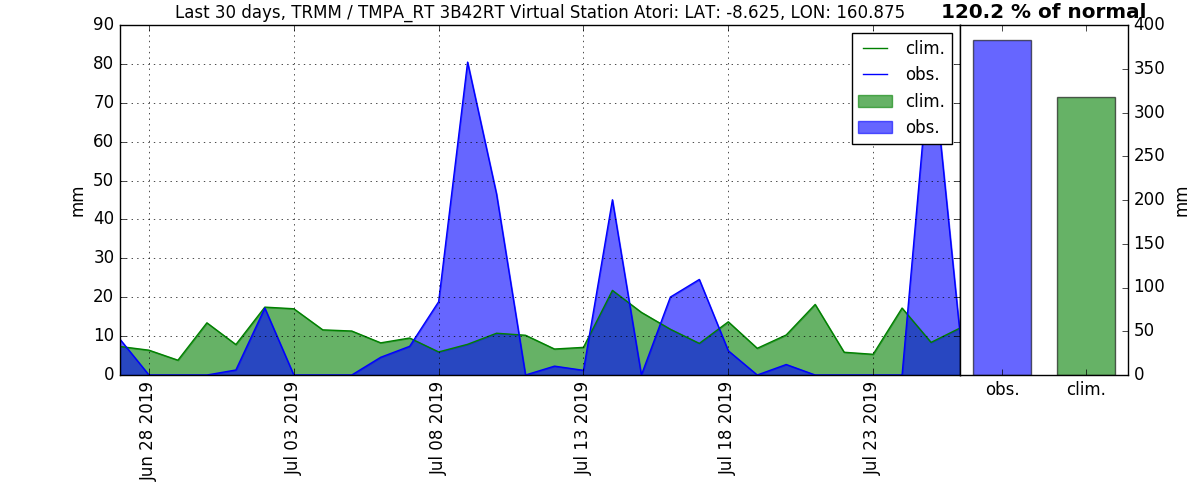 Last 30 days, TRMM / TMPA_RT 3B42RT Virtual Station Atori: LAT: -8.625, LON: 160.875
120.2 % of normal
90
80
70
60
50
40
30
20
10
0
mm
clim.
obs.
clim.
obs.
400
350
300
250
200
150
100
50
0
mm
Jun 28 2019
Jul 03 2019
Jul 08 2019
Jul 13 2019
Jul 18 2019
Jul 23 2019
obs.
clim.